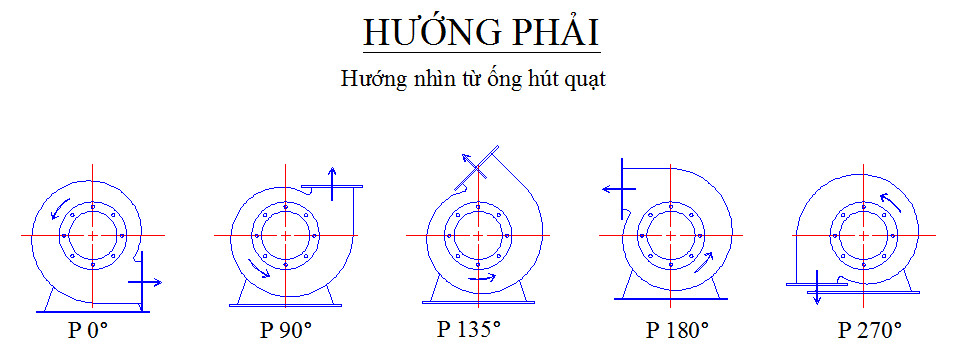 HƯỚNG PHẢI
Hướng nhìn từ ống hút quạt
P 0° P 90° P 135° P 180° P 270°